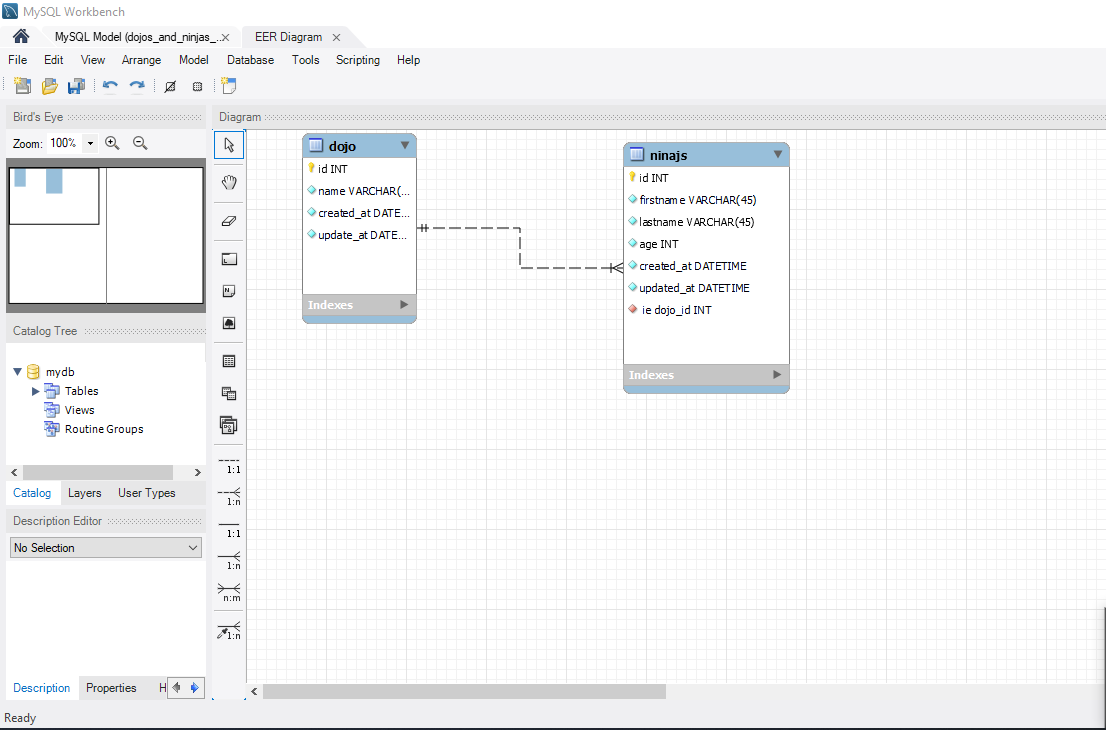 MySQL Workbench
MySQL Model (dojos_and_ninjas_... EER Diagram
File Edit View Arrange Model Database Tools Scripting Help
Bird's Eye
Diagram
Zoom: 100%
dojo
id INT
name VARCHAR(...
created_at DATE...
update_at DATE...
Indexes
ninajs
id INT
firstname VARCHAR(45)
lastname VARCHAR(45)
age INT
created_at DATETIME
updated_at DATETIME
ie dojo_id INT
Indexes
Catalog Tree
mydb
Tables
Views
Routine Groups
Catalog Layers User Types
Description Editor
No Selection
1:1
1:n
1:1
1:n
n:m
1:n
Description Properties H
Ready